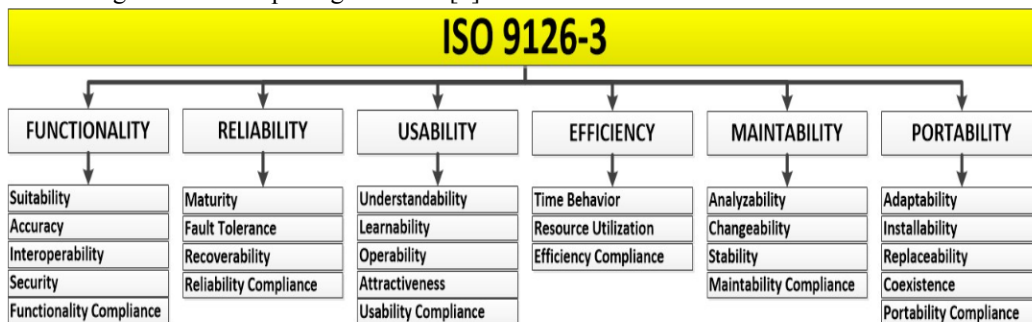 ISO 9126-3
FUNCTIONALITY
RELIABILITY
USABILITY
EFFICIENCY
MAINTABILITY
PORTABILITY
Suitability
Accuracy
Interoperability
Security
Functionality Compliance
Maturity
Fault Tolerance
Recoverability
Reliability Compliance
Understandability
Learnability
Operability
Attractiveness
Usability Compliance
Time Behavior
Resource Utilization
Efficiency Compliance
Analyzability
Changeability
Stability
Maintability Compliance
Adaptability
Installability
Replaceability
Coexistence
Portability Compliance